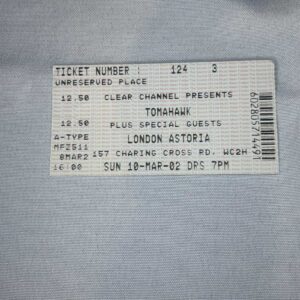 TICKET NUMBER : 124 3
UNRESERVED PLACE
12.50 CLEAR CHANNEL PRESENTS
TOMAHAWK
12.50 PLUS SPECIAL GUESTS
A-TYPE LONDON ASTORIA
MFZ511 157 CHARING CROSS RD. WC2H
8MAR2
16:00 SUN 10-MAR-02 DRS 7PM